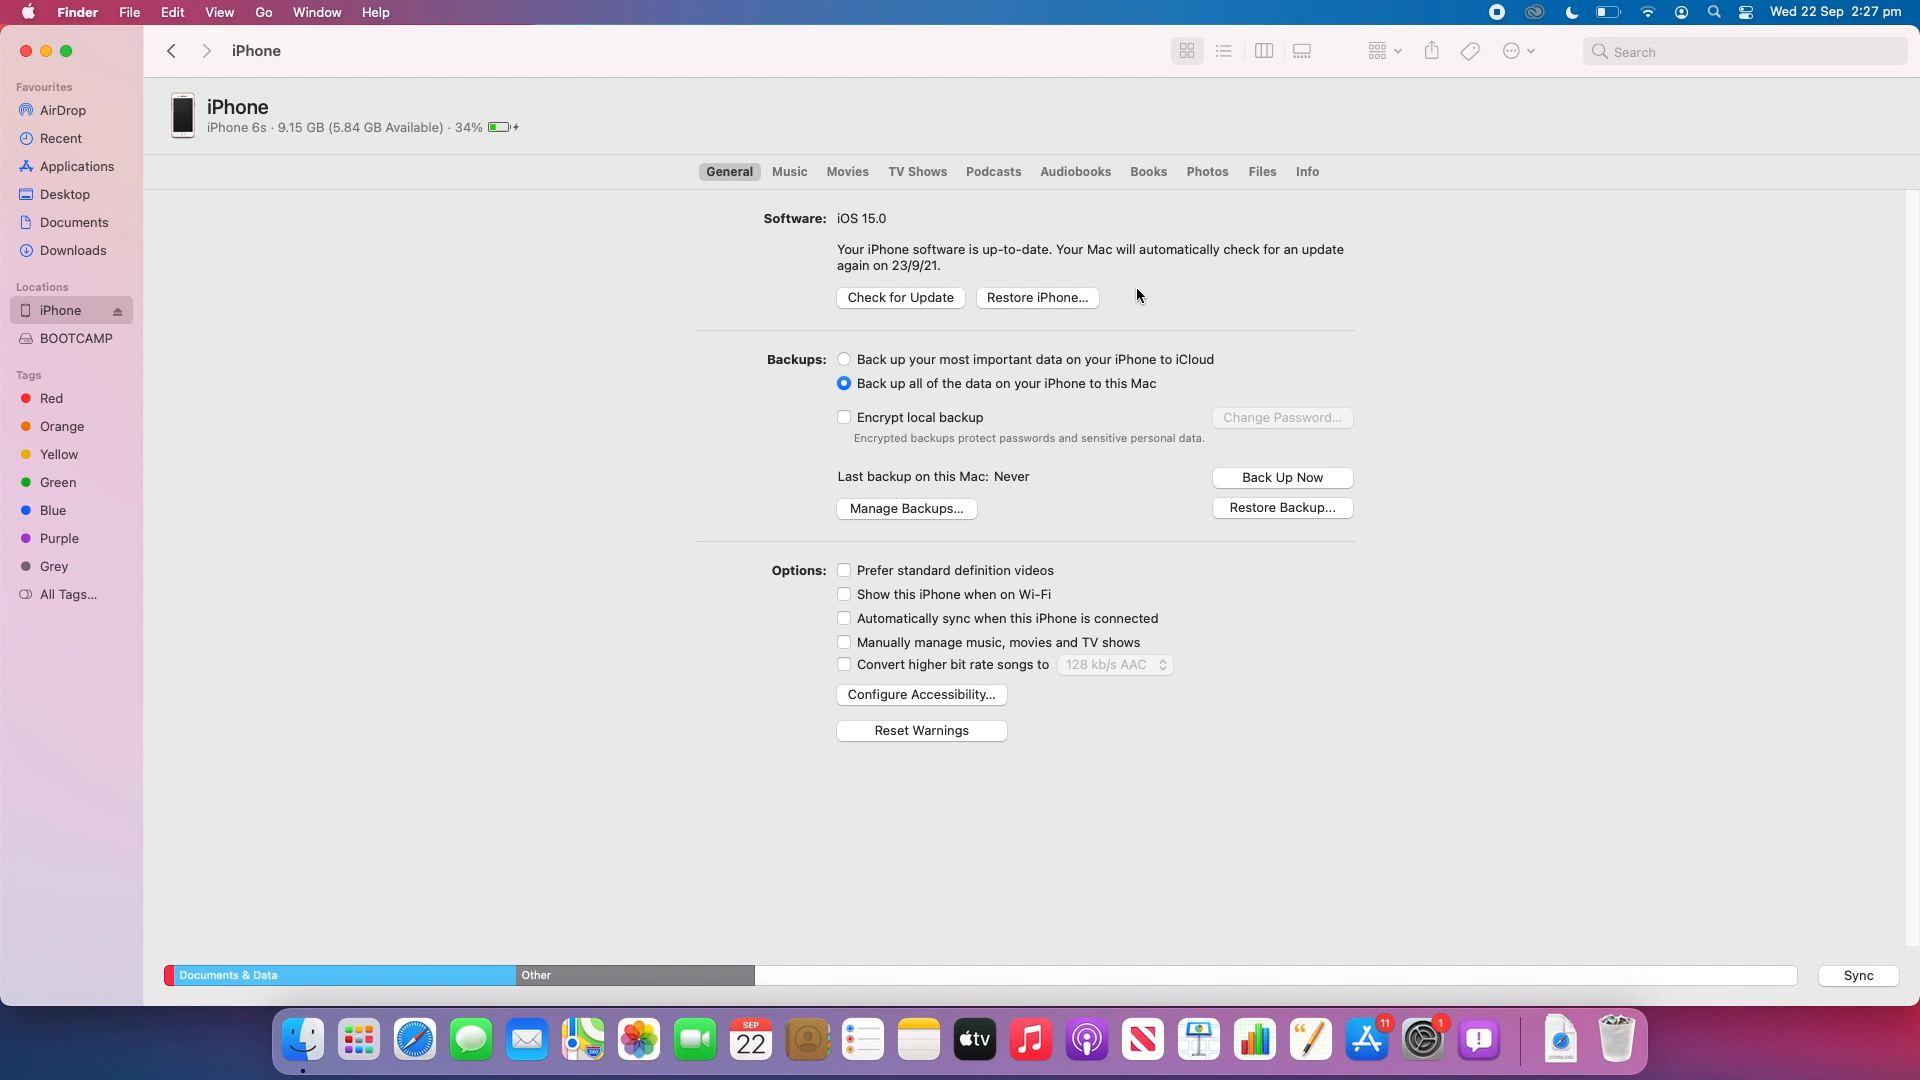 Finder File Edit View Go Window Help Wed 22 Sep 2:27 pm
iPhone Search
Favourites
AirDrop
Recent
Applications
Desktop
Documents
Downloads
Locations
iPhone
BOOTCAMP
Tags
Red
Orange
Yellow
Green
Blue
Purple
Grey
All Tags...
iPhone
iPhone 6s · 9.15 GB (5.84 GB Available) · 34%
General Music Movies TV Shows Podcasts Audiobooks Books Photos Files Info
Software: iOS 15.0
Your iPhone software is up-to-date. Your Mac will automatically check for an update
again on 23/9/21.
Check for Update Restore iPhone...
Backups: Back up your most important data on your iPhone to iCloud
Back up all of the data on your iPhone to this Mac
Encrypt local backup Change Password...
Encrypted backups protect passwords and sensitive personal data.
Last backup on this Mac: Never Back Up Now
Manage Backups... Restore Backup...
Options: Prefer standard definition videos
Show this iPhone when on Wi-Fi
Automatically sync when this iPhone is connected
Manually manage music, movies and TV shows
Convert higher bit rate songs to 128 kb/s AAC
Configure Accessibility...
Reset Warnings
Documents & Data Other Sync
SEP
22
tv
11
1
DOWNLOAD